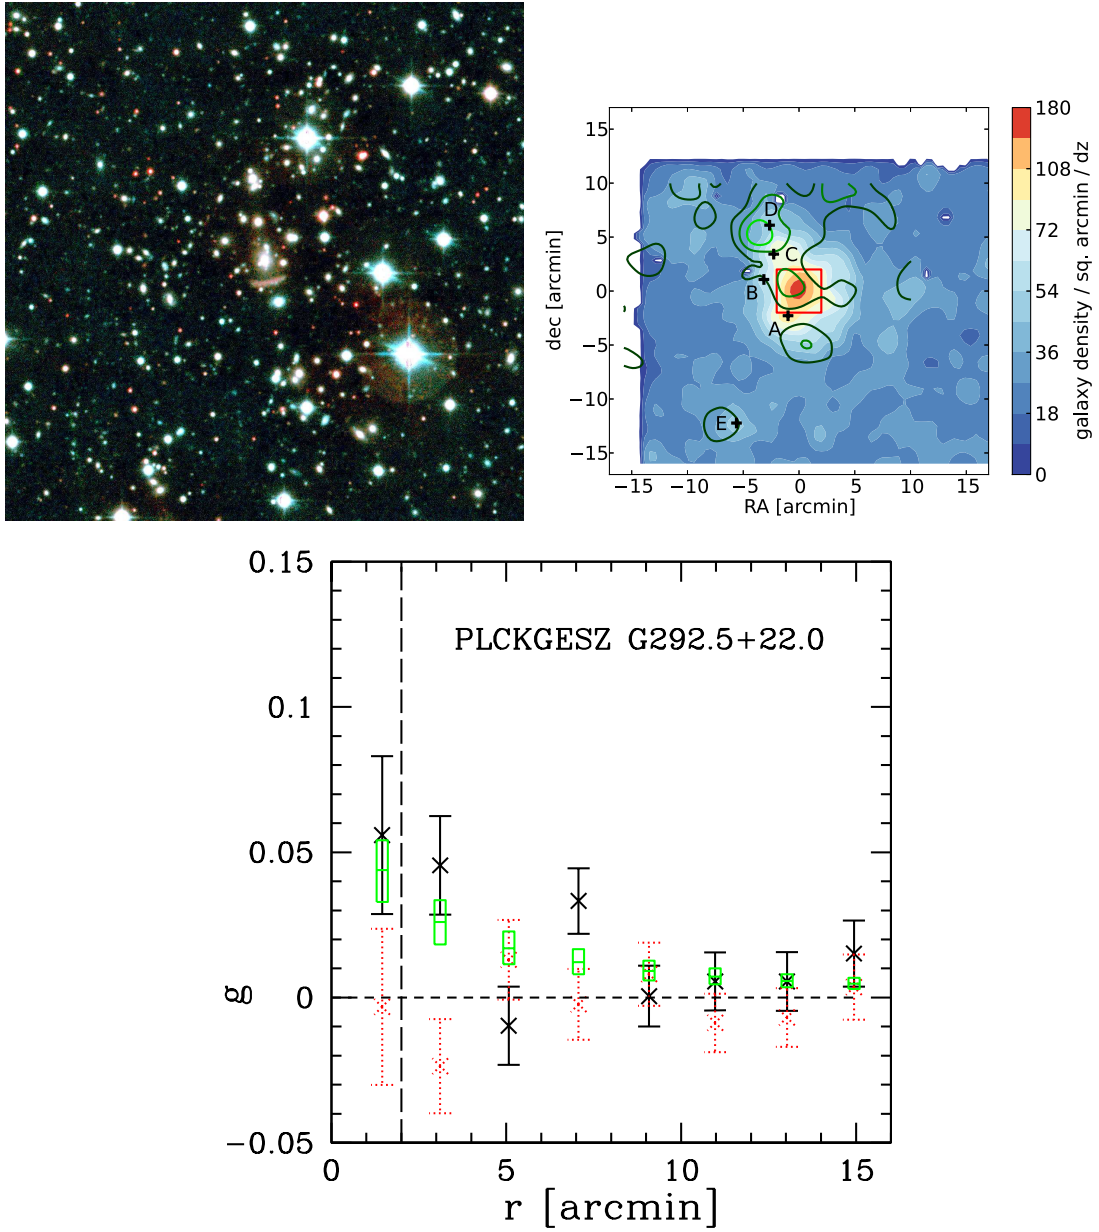 15
10
5
0
−5
−10
−15
dec [arcmin]
−15 −10 −5 0 5 10 15
RA [arcmin]
D
C
B
A
E
180
108
72
54
36
18
0
galaxy density / sq. arcmin / dz
PLCKGESZ G292.5+22.0
0.15
0.1
0.05
0
−0.05
g
0 5 10 15
r [arcmin]